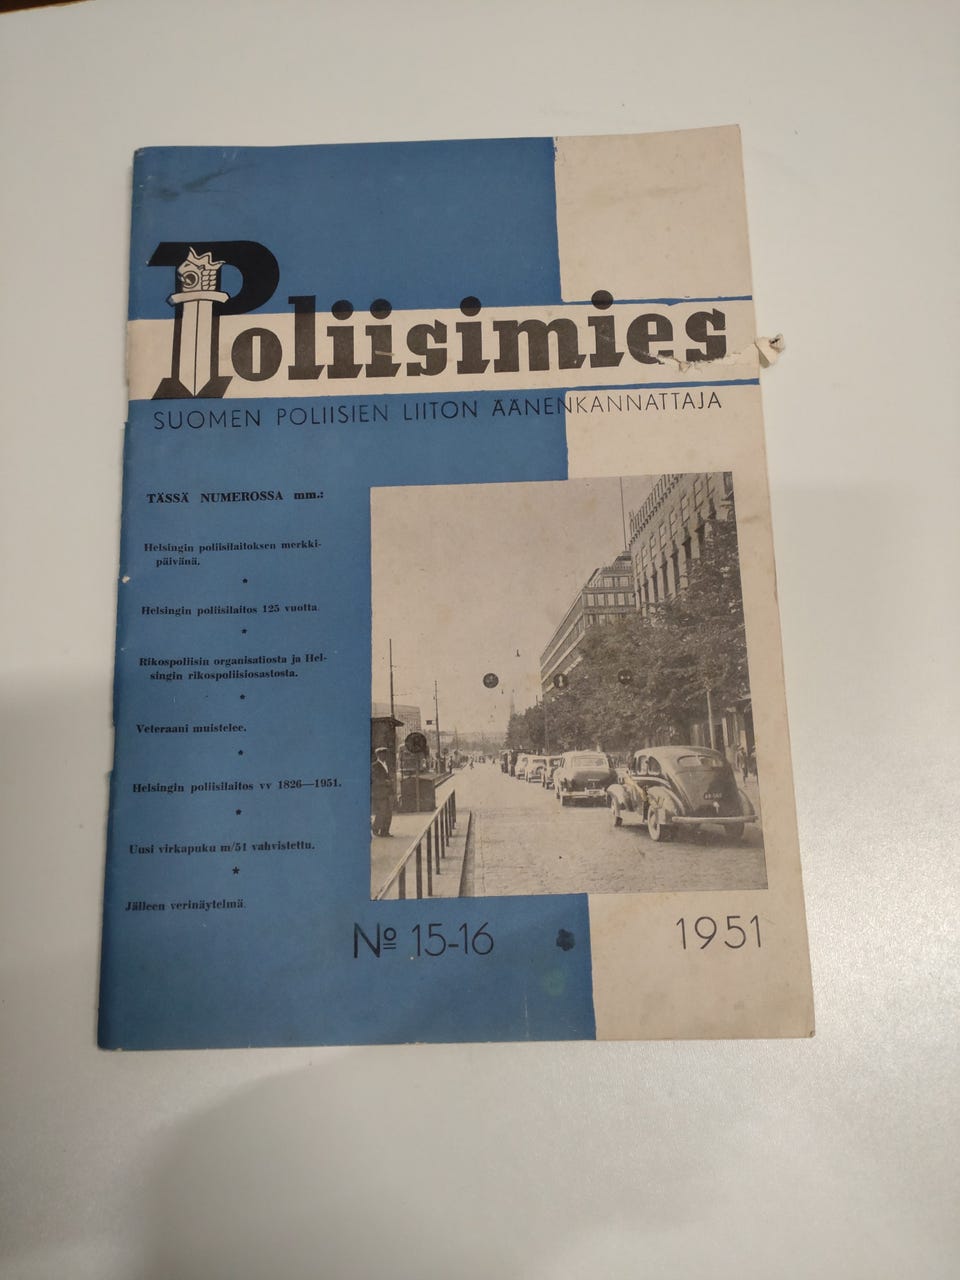 Poliisimies
SUOMEN POLIISIEN LIITON ÄÄNENKANNATTAJA
TÄSSÄ NUMEROSSA mm.:
Helsingin poliisilaitoksen merkki-
päivänä.
*
Helsingin poliisilaitos 125 vuotta.
*
Rikospoliisin organisatiosta ja Hel-
singin rikospoliisiosastosta.
*
Veteraani muistelee.
*
Helsingin poliisilaitos vv 1826—1951.
*
Uusi virkapuku m/51 vahvistettu.
*
Jälleen verinäytelmä.
Nº 15-16
1951